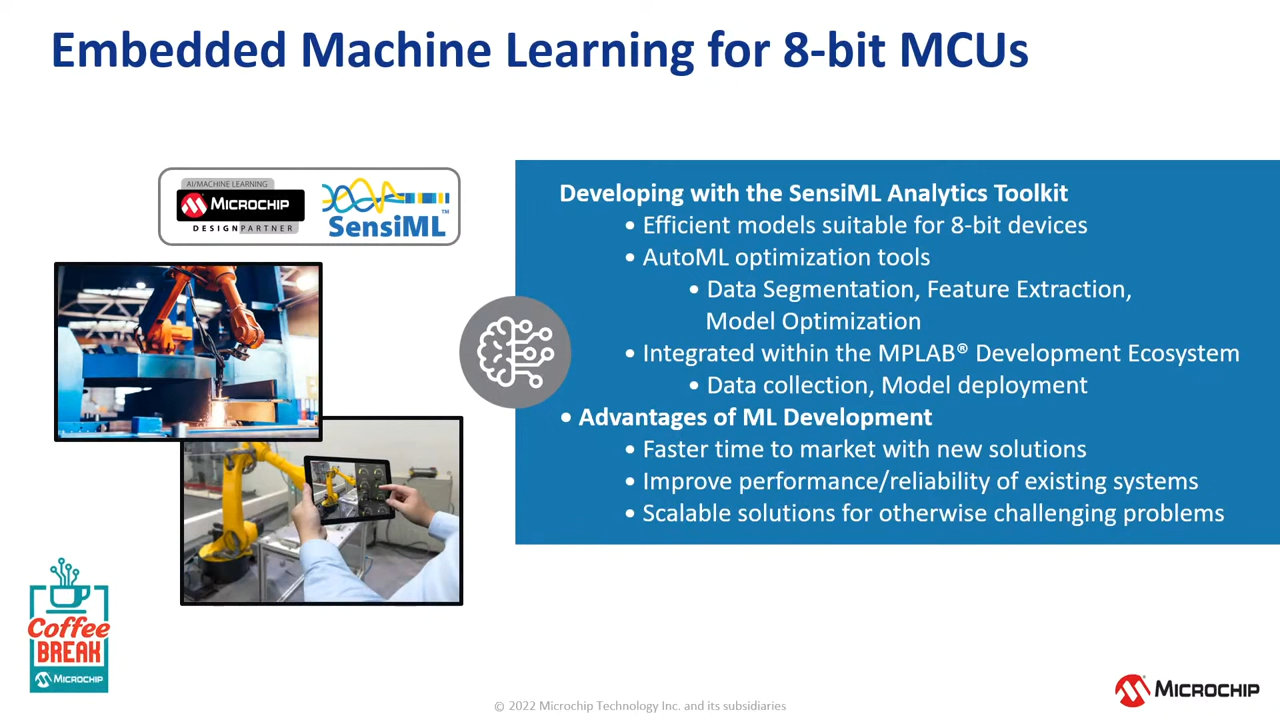 Embedded Machine Learning for 8-bit MCUs
AI/MACHINE LEARNING
MICROCHIP
DESIGNPARTNER
SensiML™
Developing with the SensiML Analytics Toolkit
• Efficient models suitable for 8-bit devices
• AutoML optimization tools
• Data Segmentation, Feature Extraction,
Model Optimization
• Integrated within the MPLAB® Development Ecosystem
• Data collection, Model deployment
• Advantages of ML Development
• Faster time to market with new solutions
• Improve performance/reliability of existing systems
• Scalable solutions for otherwise challenging problems
Coffee
BREAK
MICROCHIP
© 2022 Microchip Technology Inc. and its subsidiaries
MICROCHIP